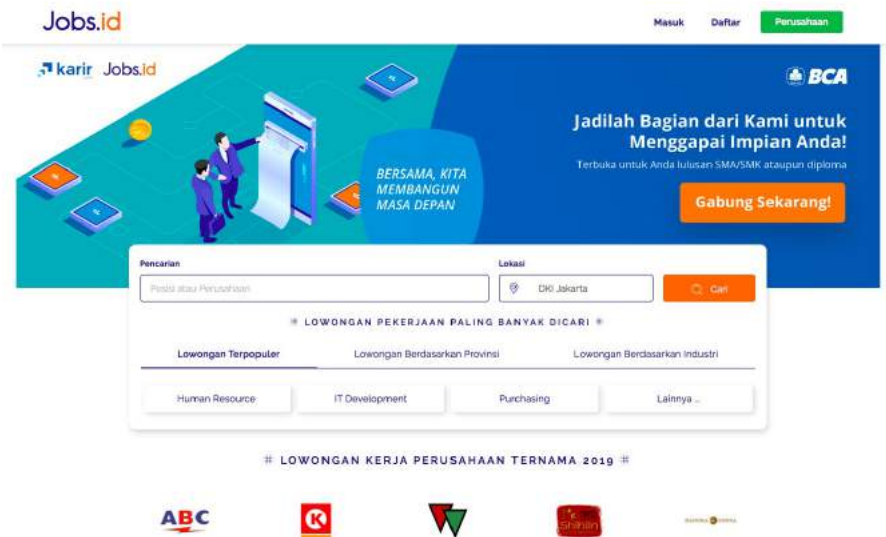 Jobs.id
Masuk Daftar Perusahaan
karir Jobs.id
BCA
Jadilah Bagian dari Kami untuk
Menggapai Impian Anda!
Terbuka untuk Anda lulusan SMA/SMK ataupun diploma
Gabung Sekarang!
BERSAMA, KITA
MEMBANGUN
MASA DEPAN
Pencarian Lokasi
Posisi atau Perusahaan DKI Jakarta Cari
# LOWONGAN PEKERJAAN PALING BANYAK DICARI #
Lowongan Terpopuler Lowongan Berdasarkan Provinsi Lowongan Berdasarkan Industri
Human Resource IT Development Purchasing Lainnya ...
# LOWONGAN KERJA PERUSAHAAN TERNAMA 2019 #
ABC K Shihlin